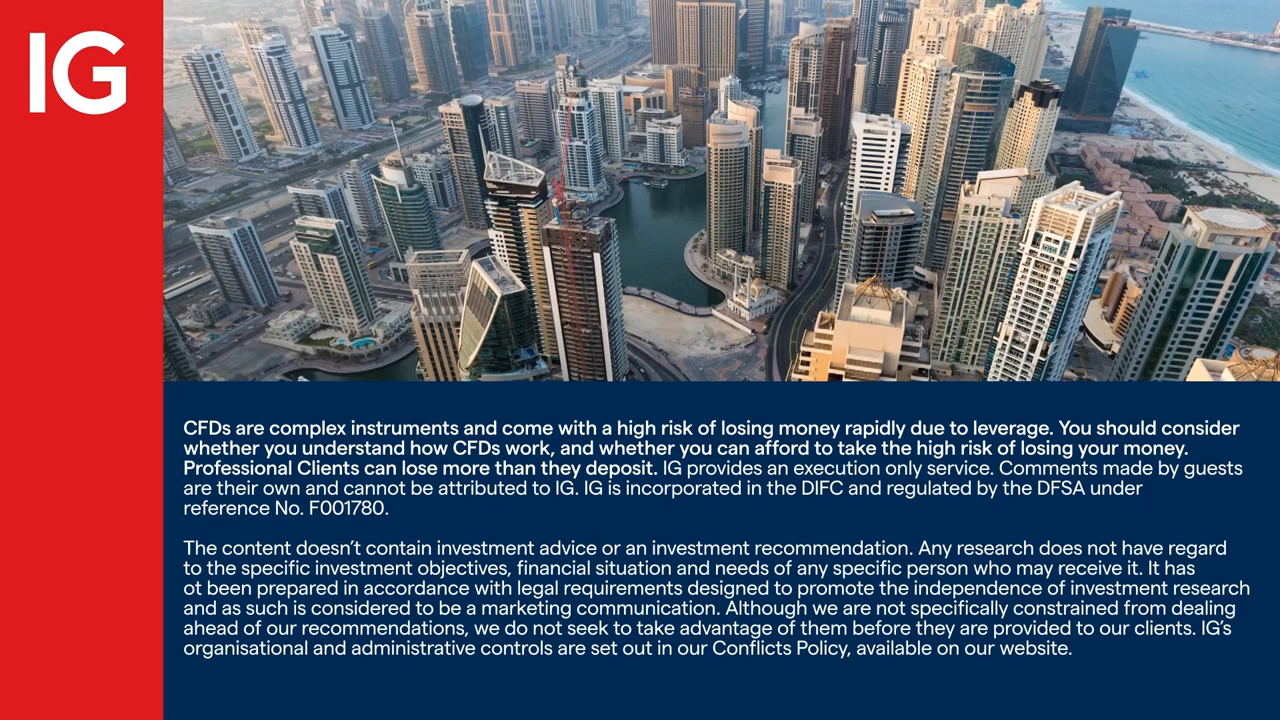 IG
CFDs are complex instruments and come with a high risk of losing money rapidly due to leverage. You should consider
whether you understand how CFDs work, and whether you can afford to take the high risk of losing your money.
Professional Clients can lose more than they deposit. IG provides an execution only service. Comments made by guests
are their own and cannot be attributed to IG. IG is incorporated in the DIFC and regulated by the DFSA under
reference No. F001780.
The content doesn't contain investment advice or an investment recommendation. Any research does not have regard
to the specific investment objectives, financial situation and needs of any specific person who may receive it. It has
ot been prepared in accordance with legal requirements designed to promote the independence of investment research
and as such is considered to be a marketing communication. Although we are not specifically constrained from dealing
ahead of our recommendations, we do not seek to take advantage of them before they are provided to our clients. IG's
organisational and administrative controls are set out in our Conflicts Policy, available on our website.